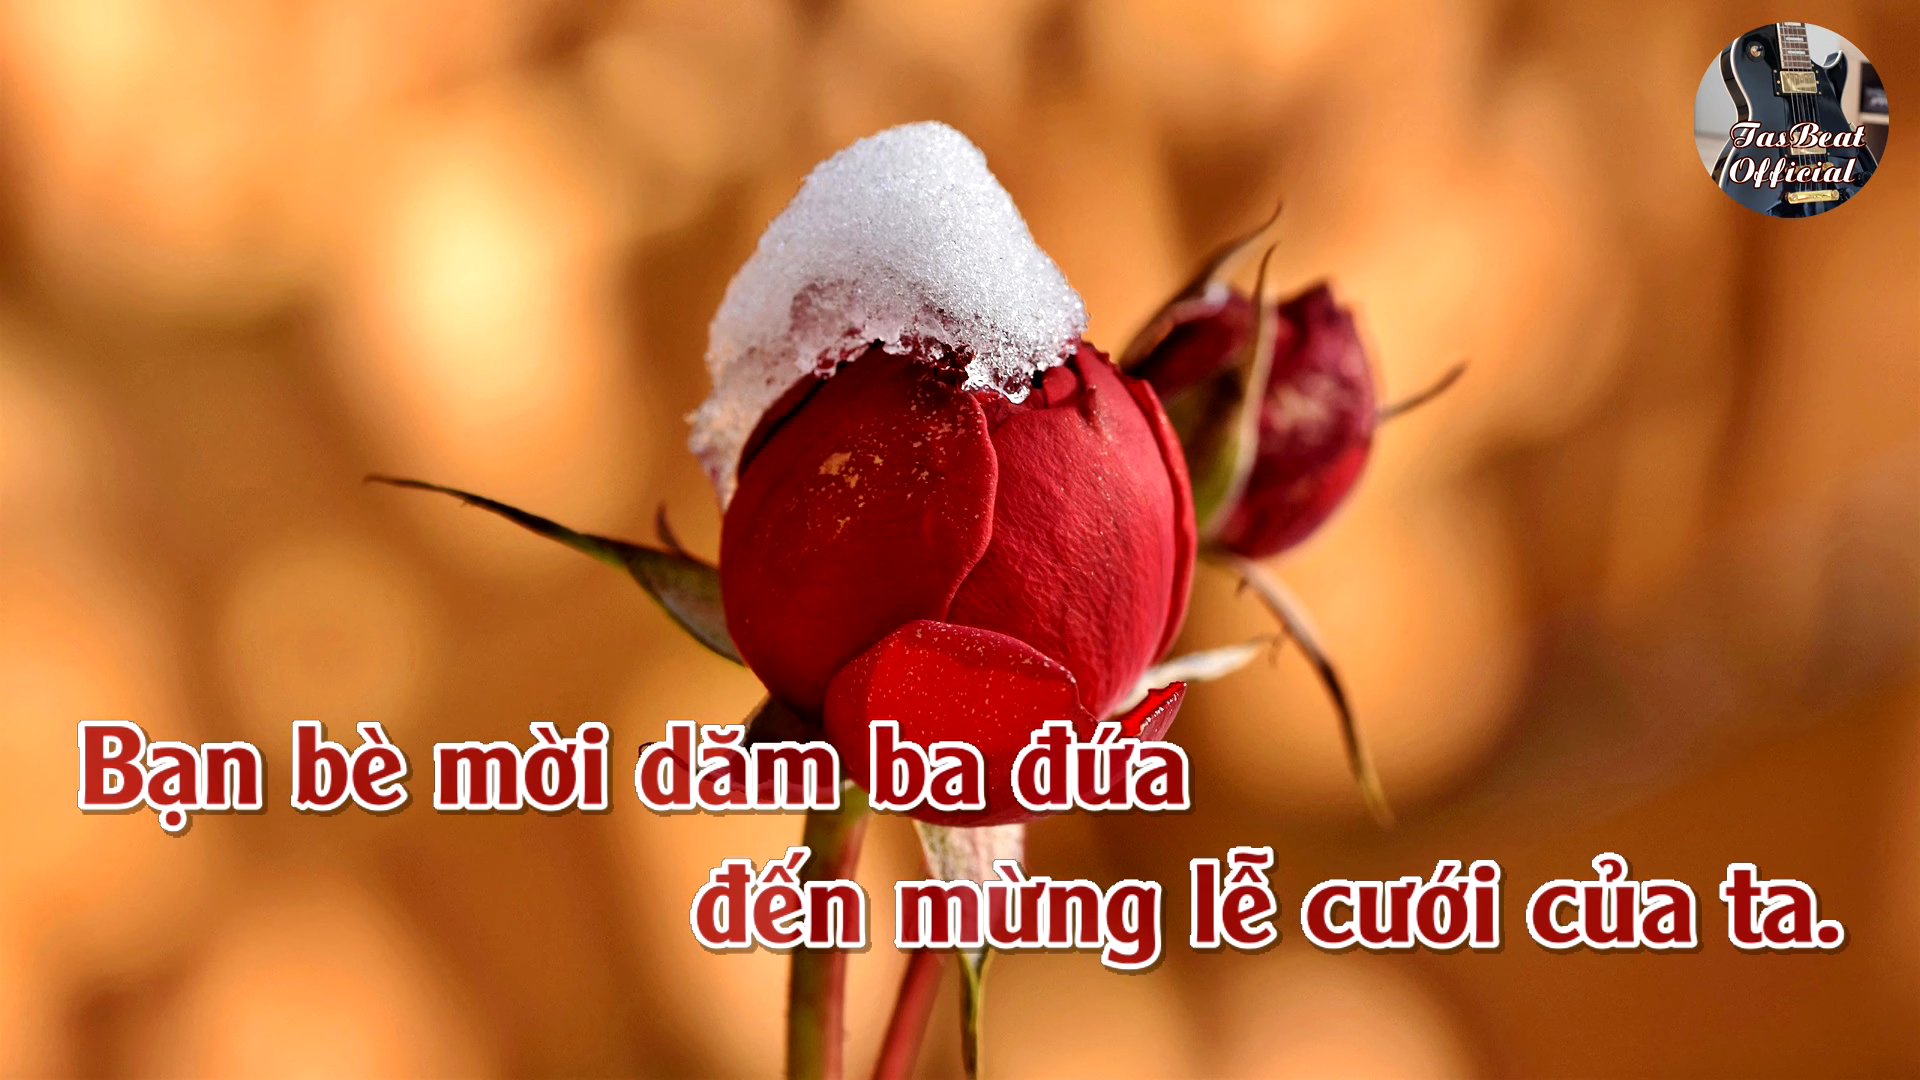 TasBeat
Official
Bạn bè mời dăm ba đứa
đến mừng lễ cưới của ta.